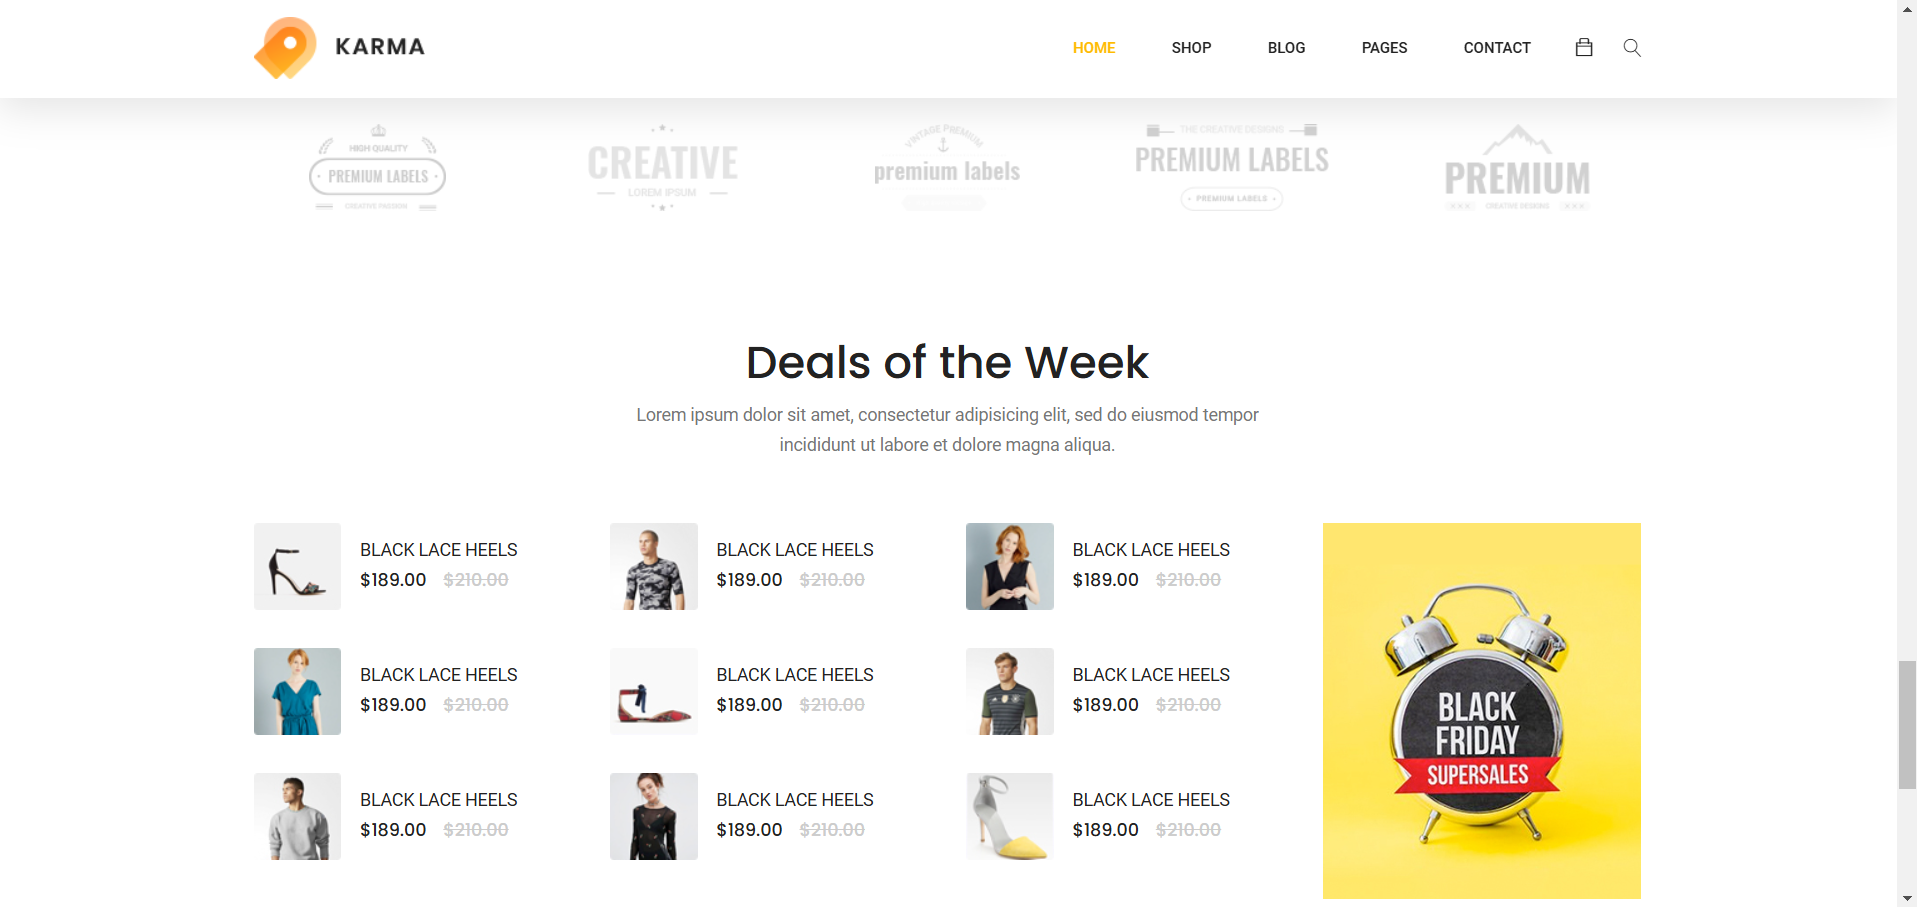 KARMA
HOME SHOP BLOG PAGES CONTACT
HIGH QUALITY
PREMIUM LABELS
CREATIVE PASSION
CREATIVE
LOREM IPSUM
VINTAGE PREMIUM
premium labels
THE CREATIVE DESIGNS
PREMIUM LABELS
PREMIUM LABELS
PREMIUM
CREATIVE DESIGNS
Deals of the Week
Lorem ipsum dolor sit amet, consectetur adipisicing elit, sed do eiusmod tempor
incididunt ut labore et dolore magna aliqua.
BLACK LACE HEELS
$189.00 $210.00
BLACK LACE HEELS
$189.00 $210.00
BLACK LACE HEELS
$189.00 $210.00
BLACK LACE HEELS
$189.00 $210.00
BLACK LACE HEELS
$189.00 $210.00
BLACK LACE HEELS
$189.00 $210.00
BLACK LACE HEELS
$189.00 $210.00
BLACK LACE HEELS
$189.00 $210.00
BLACK LACE HEELS
$189.00 $210.00
BLACK
FRIDAY
SUPERSALES